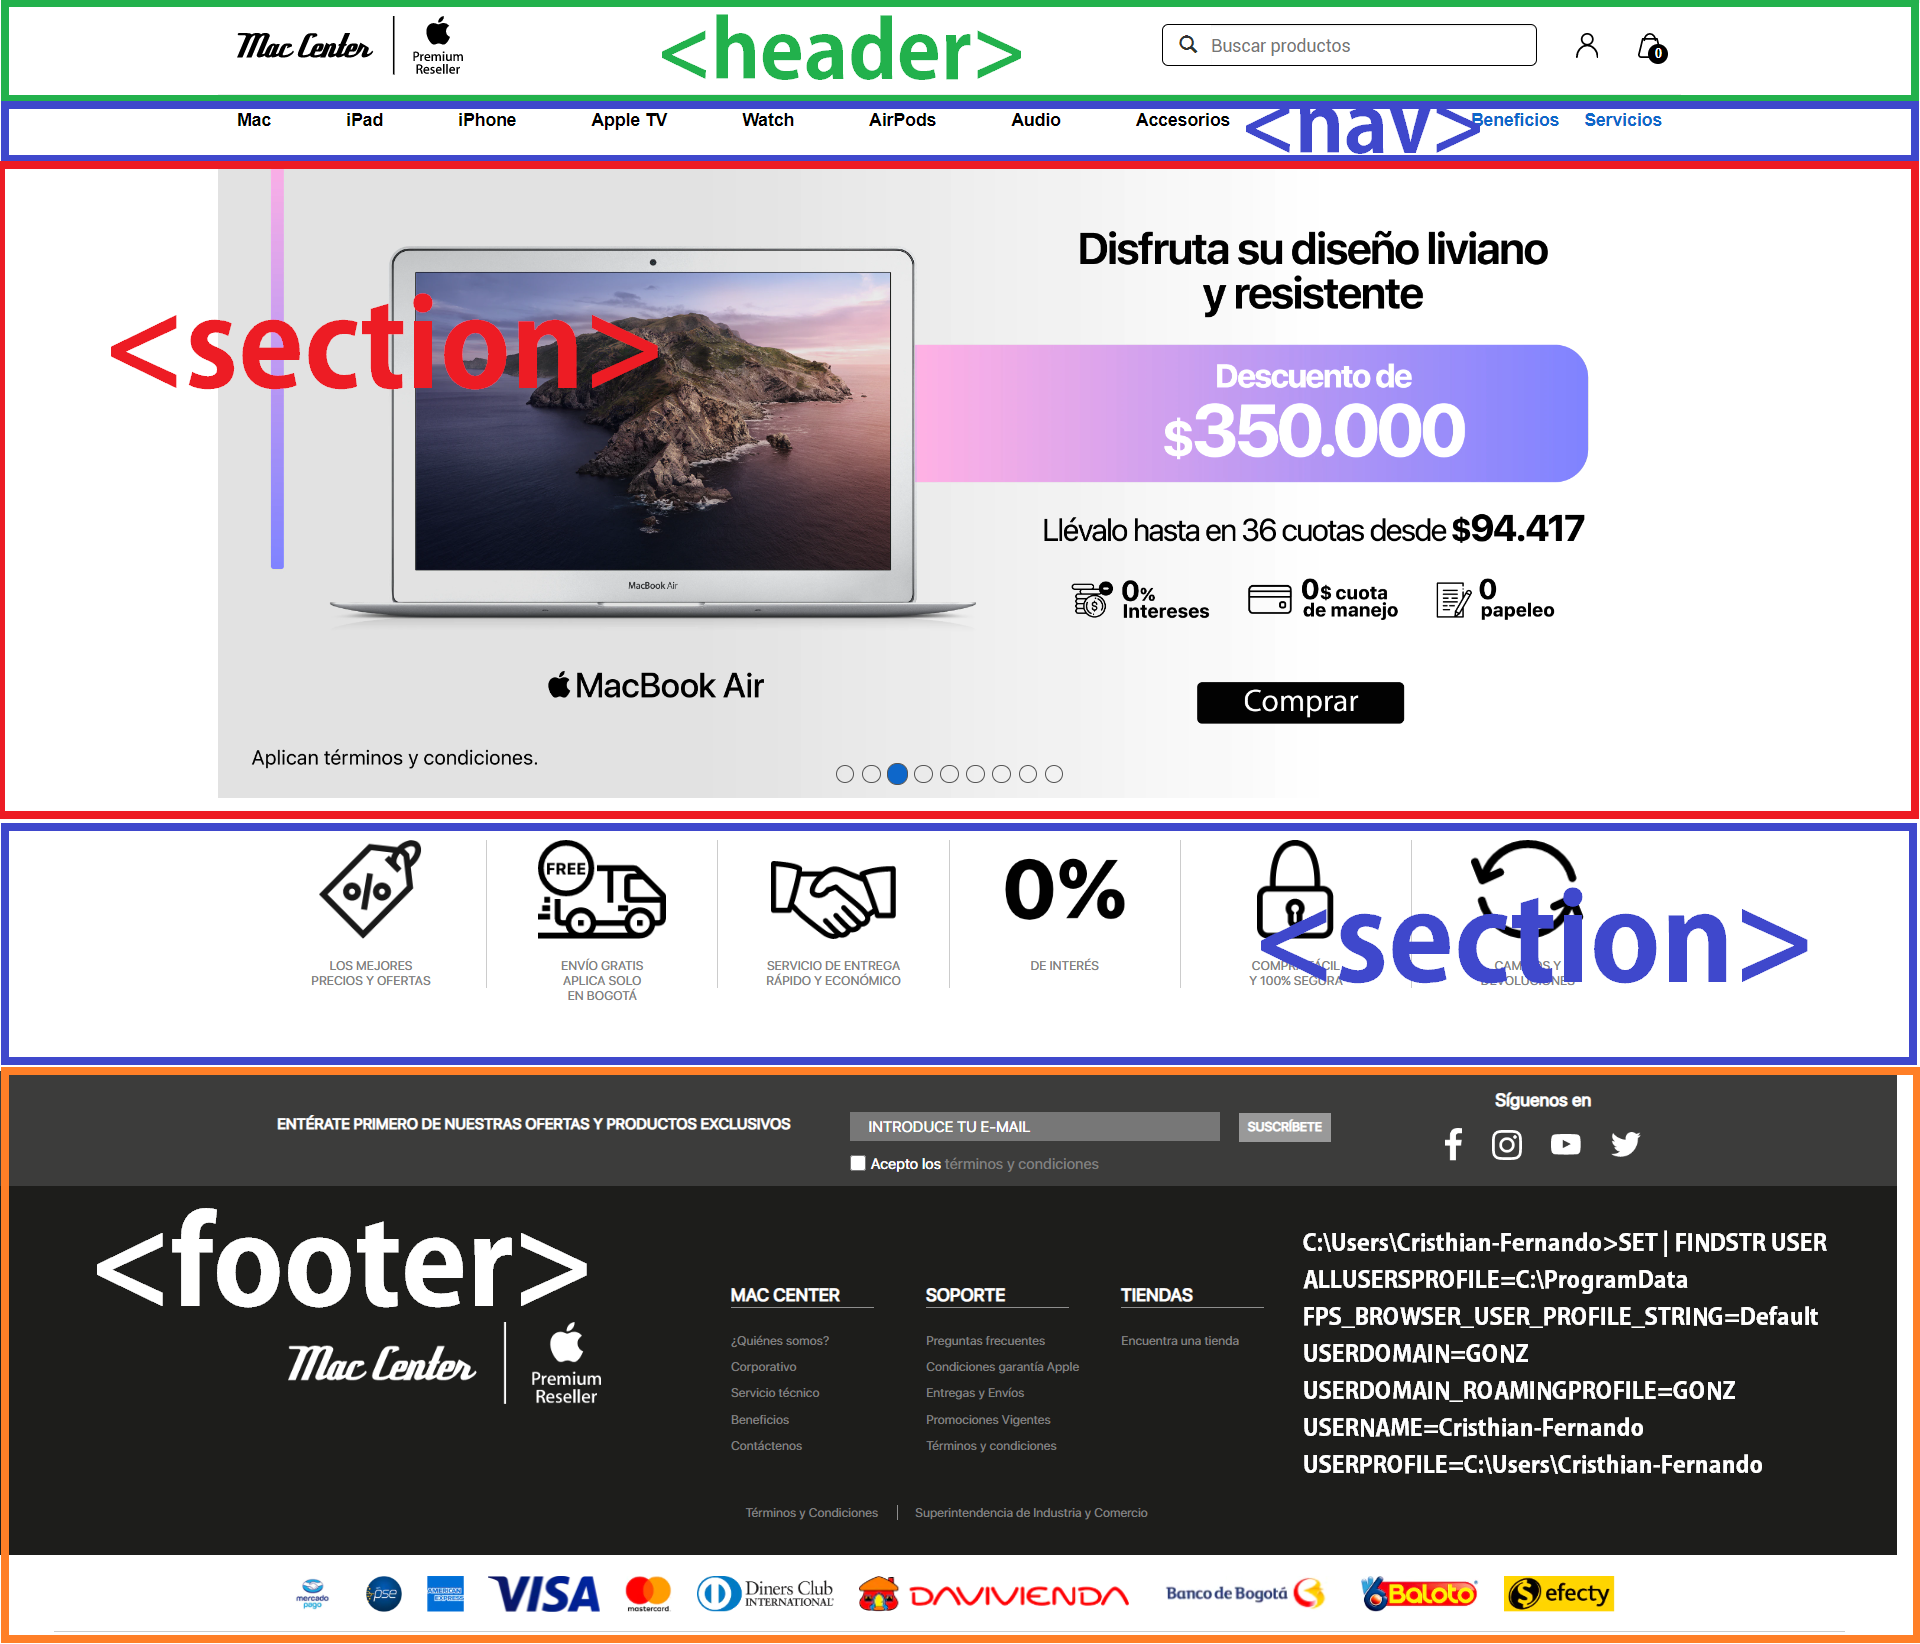 Mac Center
Premium
Reseller
<header>
Buscar productos
0
Mac
iPad
iPhone
Apple TV
Watch
AirPods
Audio
Accesorios
<nav>
Beneficios
Servicios
<section>
Disfruta su diseño liviano
y resistente
Descuento de
$350.000
Llévalo hasta en 36 cuotas desde $94.417
0%
Intereses
0$ cuota
de manejo
0
papeleo
MacBook Air
MacBook Air
Comprar
Aplican términos y condiciones.
%
LOS MEJORES
PRECIOS Y OFERTAS
FREE
ENVÍO GRATIS
APLICA SOLO
EN BOGOTÁ
SERVICIO DE ENTREGA
RÁPIDO Y ECONÓMICO
0%
DE INTERÉS
<section>
COMPRA FÁCIL
Y 100% SEGURA
CAMBIOS Y
DEVOLUCIONES
ENTÉRATE PRIMERO DE NUESTRAS OFERTAS Y PRODUCTOS EXCLUSIVOS
INTRODUCE TU E-MAIL
SUSCRÍBETE
Acepto los términos y condiciones
Síguenos en
<footer>
Mac Center
Premium
Reseller
MAC CENTER
¿Quiénes somos?
Corporativo
Servicio técnico
Beneficios
Contáctenos
SOPORTE
Preguntas frecuentes
Condiciones garantía Apple
Entregas y Envíos
Promociones Vigentes
Términos y condiciones
TIENDAS
Encuentra una tienda
C:\Users\Cristhian-Fernando>SET | FINDSTR USER
ALLUSERSPROFILE=C:\ProgramData
FPS_BROWSER_USER_PROFILE_STRING=Default
USERDOMAIN=GONZ
USERDOMAIN_ROAMINGPROFILE=GONZ
USERNAME=Cristhian-Fernando
USERPROFILE=C:\Users\Cristhian-Fernando
Términos y Condiciones
Superintendencia de Industria y Comercio
mercado
pago
pse
AMERICAN
EXPRESS
VISA
mastercard
Diners Club
INTERNATIONAL
DAVIVIENDA
Banco de Bogotá
Baloto
$ efecty